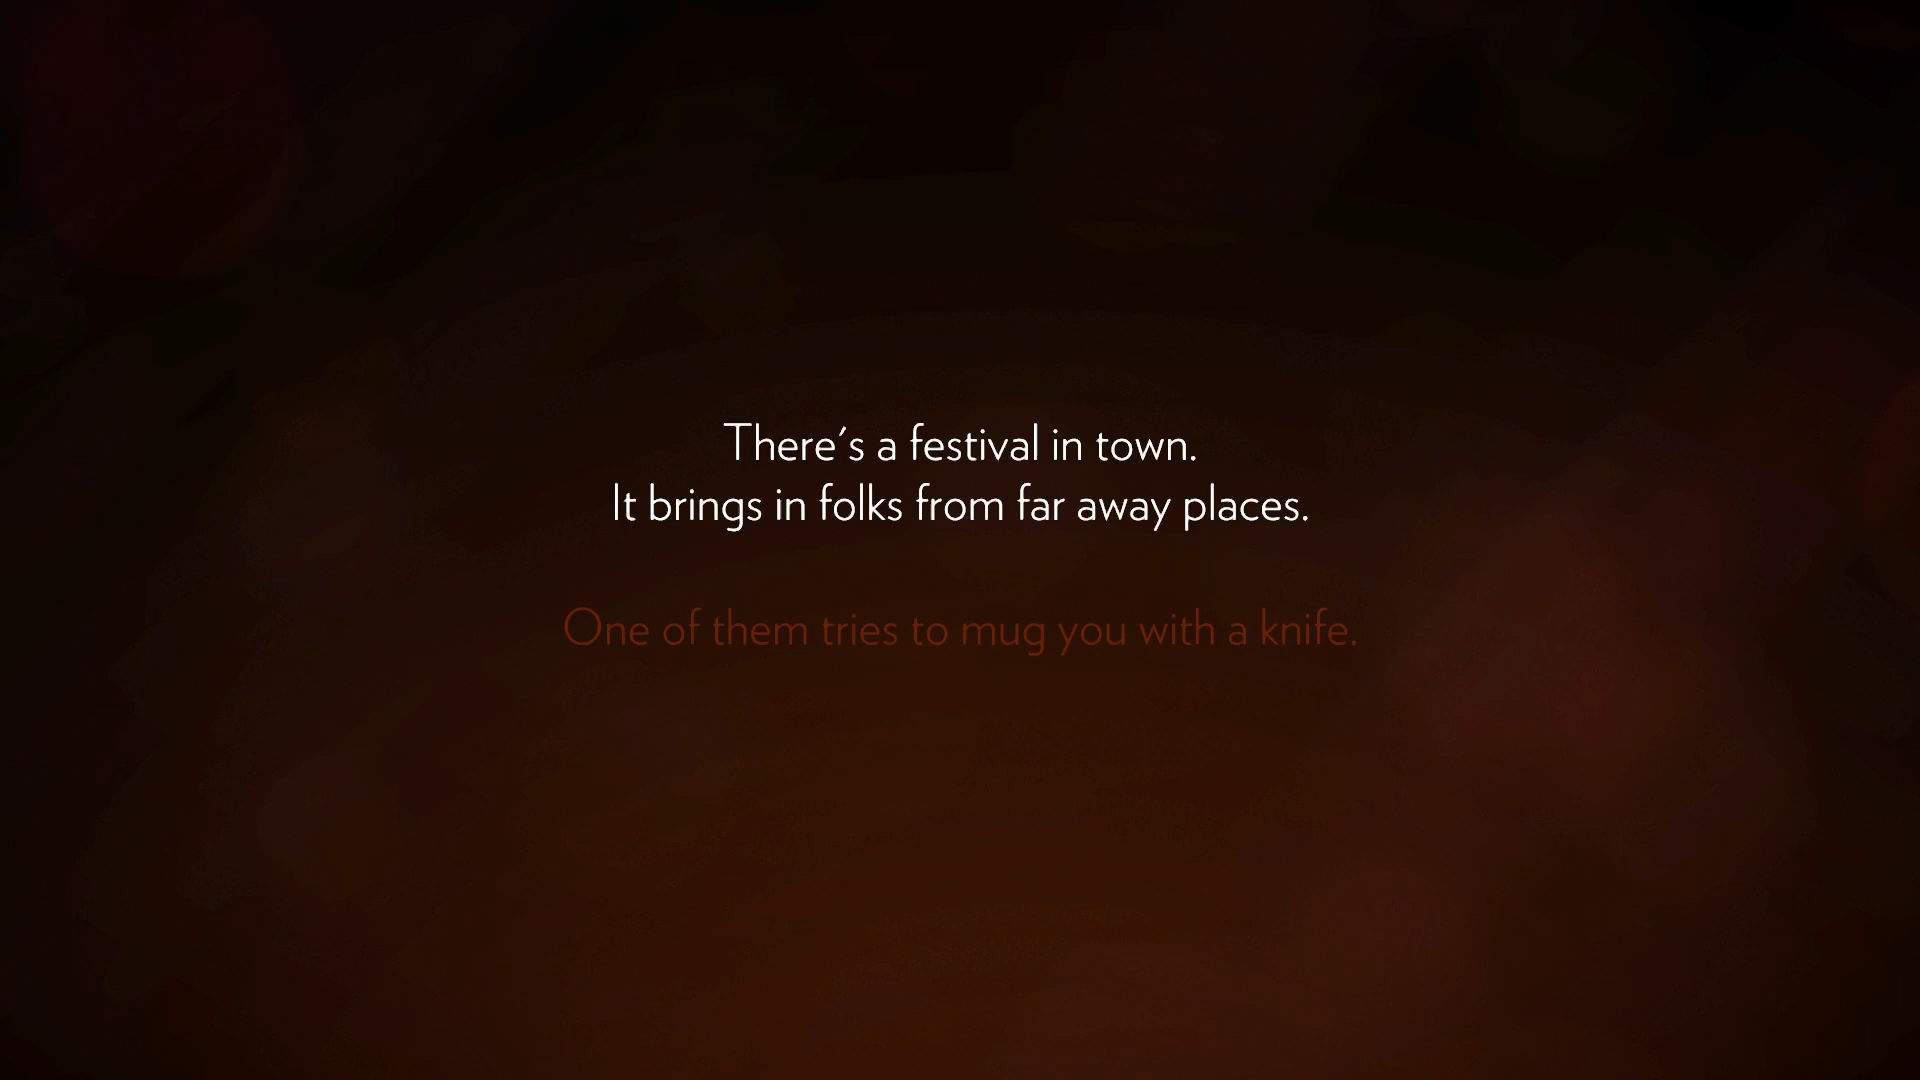 There's a festival in town.
It brings in folks from far away places.
One of them tries to mug you with a knife.